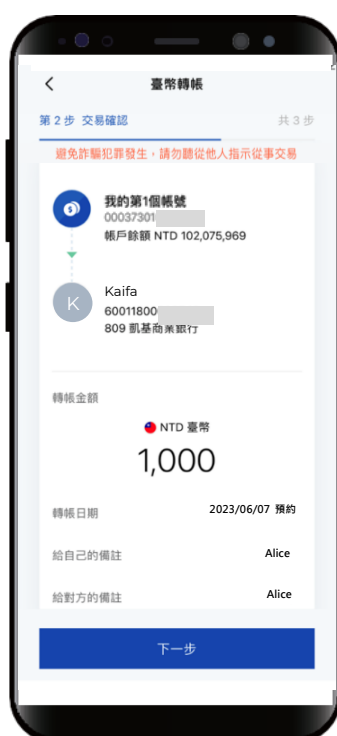 臺幣轉帳
第 2 步 交易確認 共 3 步
避免詐騙犯罪發生，請勿聽從他人指示從事交易
我的第1個帳號
00037301
帳戶餘額 NTD 102,075,969
K
Kaifa
60011800
809 凱基商業銀行
轉帳金額
NTD 臺幣
1,000
轉帳日期 2023/06/07 預約
給自己的備註 Alice
給對方的備註 Alice
下一步